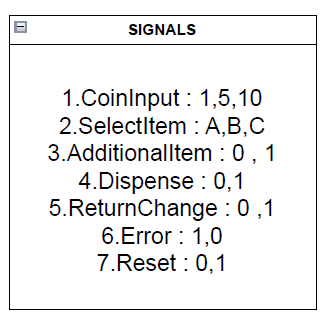 SIGNALS
1.CoinInput : 1,5,10
2.SelectItem : A,B,C
3.AdditionalItem : 0 , 1
4.Dispense : 0,1
5.ReturnChange : 0 ,1
6.Error : 1,0
7.Reset : 0,1